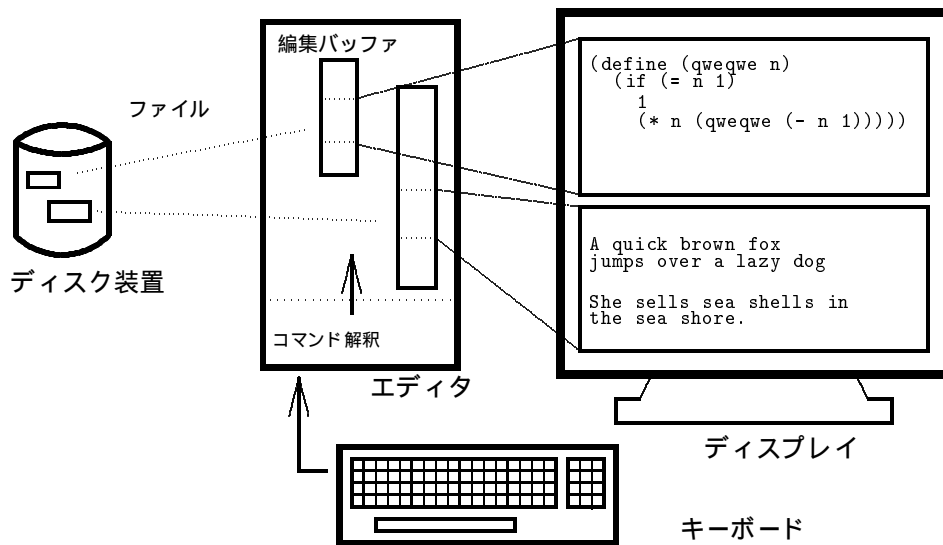 編集バッファ
ファイル
ディスク装置
コマンド解釈
エディタ
(define (qweqwe n)
(if (= n 1)
1
(* n (qweqwe (- n 1)))))
A quick brown fox
jumps over a lazy dog
She sells sea shells in
the sea shore.
ディスプレイ
キーボード